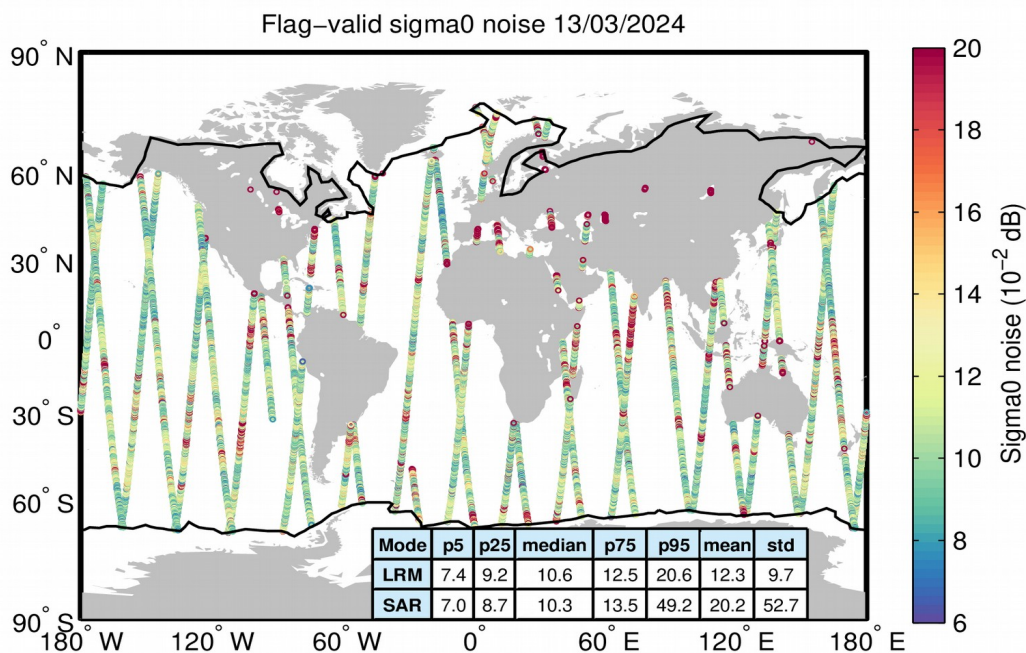 Flag−valid sigma0 noise 13/03/2024
90° N
60° N
30° N
0°
30° S
60° S
90° S
180° W
120° W
60° W
0°
60° E
120° E
180° E
Mode p5 p25 median p75 p95 mean std
LRM 7.4 9.2 10.6 12.5 20.6 12.3 9.7
SAR 7.0 8.7 10.3 13.5 49.2 20.2 52.7
20
18
16
14
12
10
8
6
Sigma0 noise (10⁻² dB)